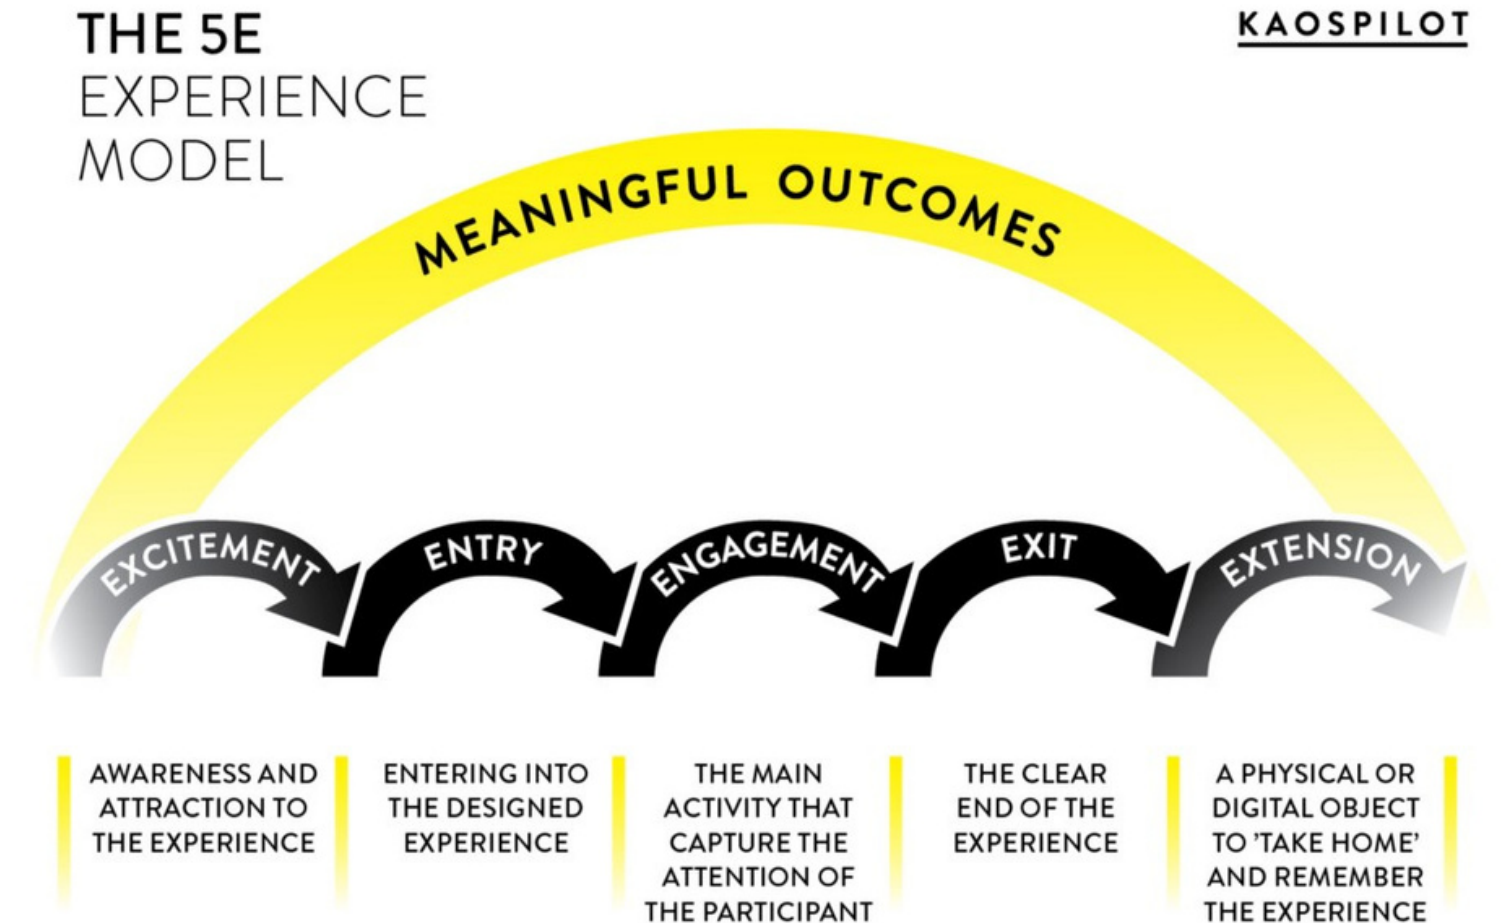 THE 5E
EXPERIENCE
MODEL
KAOSPILOT
MEANINGFUL OUTCOMES
EXCITEMENT
ENTRY
ENGAGEMENT
EXIT
EXTENSION
AWARENESS AND
ATTRACTION TO
THE EXPERIENCE
ENTERING INTO
THE DESIGNED
EXPERIENCE
THE MAIN
ACTIVITY THAT
CAPTURE THE
ATTENTION OF
THE PARTICIPANT
THE CLEAR
END OF THE
EXPERIENCE
A PHYSICAL OR
DIGITAL OBJECT
TO 'TAKE HOME'
AND REMEMBER
THE EXPERIENCE